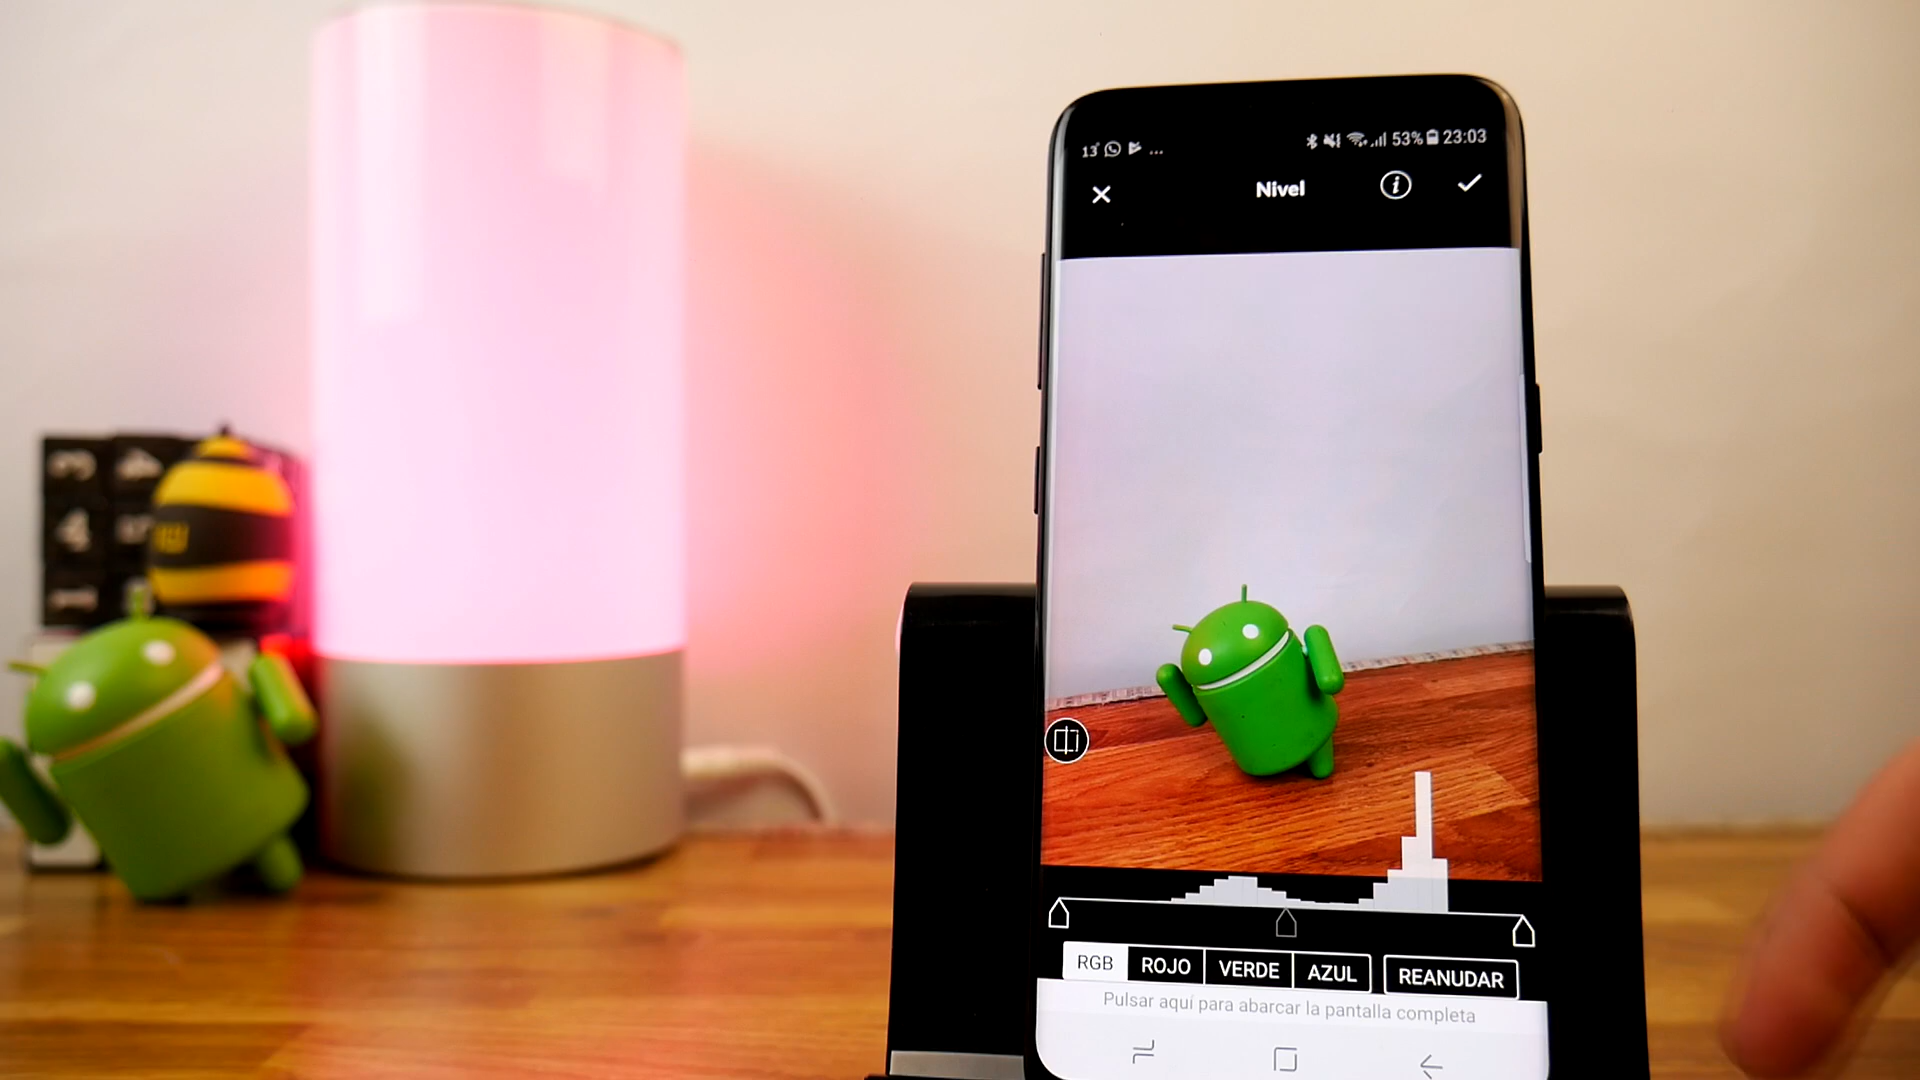 13° ... 53% 23:03
Nivel
RGB ROJO VERDE AZUL REANUDAR
Pulsar aquí para abarcar la pantalla completa